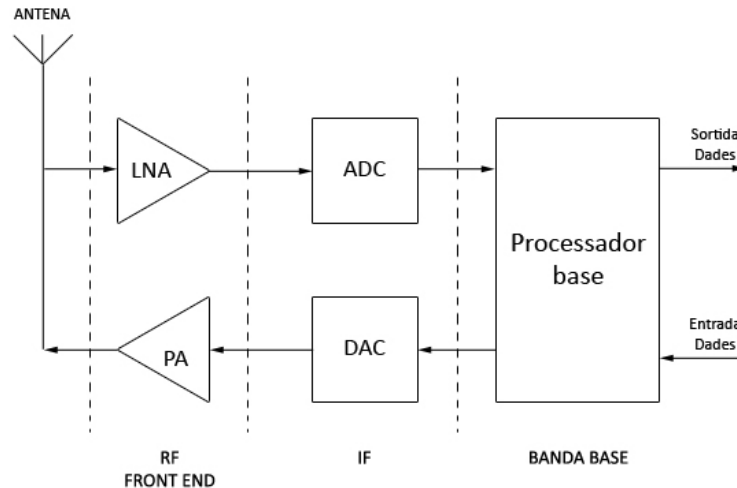 ANTENA
LNA
ADC
Sortida
Dades
Processador
base
PA
DAC
Entrada
Dades
RF
FRONT END
IF
BANDA BASE